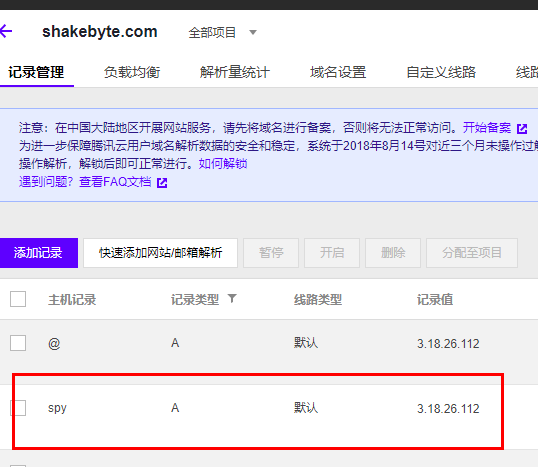 shakebyte.com 全部项目
记录管理 负载均衡 解析量统计 域名设置 自定义线路 线路
注意：在中国大陆地区开展网站服务，请先将域名进行备案，否则将无法正常访问。开始备案
为进一步保障腾讯云用户域名解析数据的安全和稳定，系统于2018年8月14号对近三个月未操作过解
操作解析，解锁后即可正常进行。如何解锁
遇到问题？查看FAQ文档
添加记录 快速添加网站/邮箱解析 暂停 开启 删除 分配至项目
主机记录 记录类型 线路类型 记录值
@ A 默认 3.18.26.112
spy A 默认 3.18.26.112